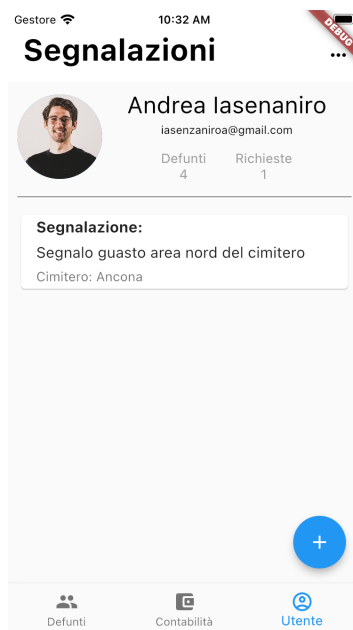 Gestore 10:32 AM
DEBUG
Segnalazioni
Andrea Iasenaniro
iasenzaniroa@gmail.com
Defunti Richieste
4 1
Segnalazione:
Segnalo guasto area nord del cimitero
Cimitero: Ancona
Defunti Contabilità Utente